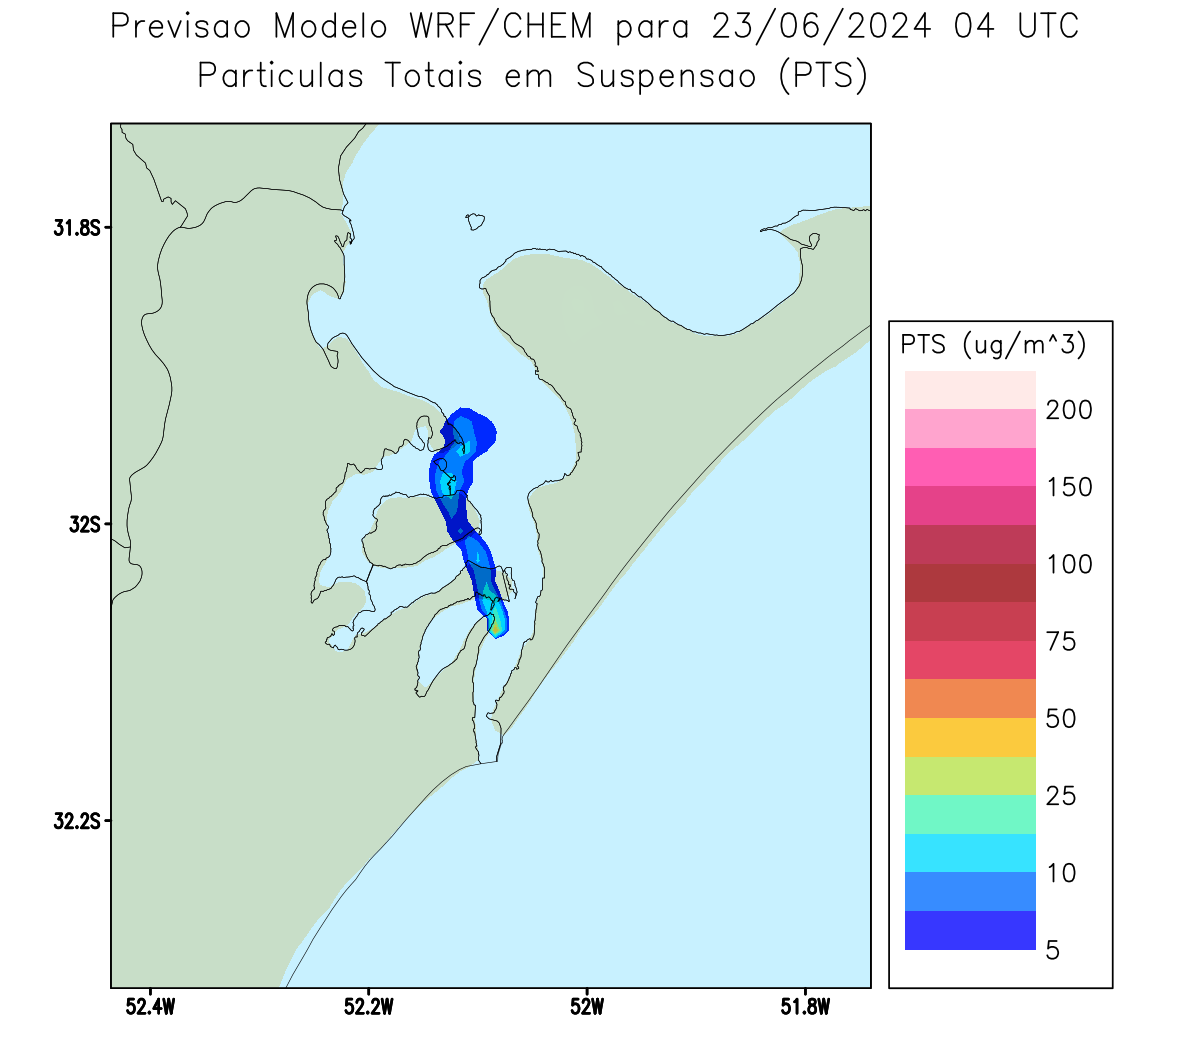 Previsao Modelo WRF/CHEM para 23/06/2024 04 UTC
Particulas Totais em Suspensao (PTS)
31.8S
32S
32.2S
52.4W
52.2W
52W
51.8W
PTS (ug/m^3)
200
150
100
75
50
25
10
5